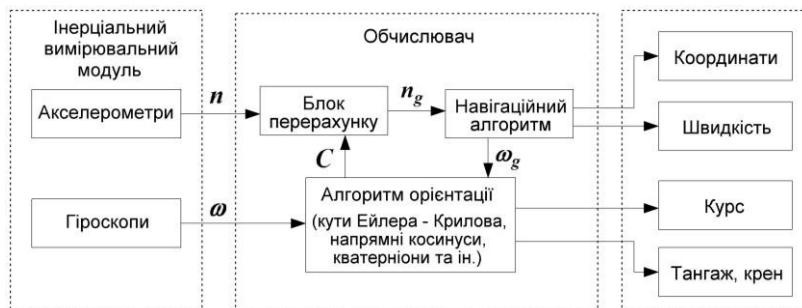 Інерціальний
вимірювальний
модуль
Акселерометри
Гіроскопи
n
ω
Обчислювач
Блок
перерахунку
n_g
Навігаційний
алгоритм
C
ω_g
Алгоритм орієнтації
(кути Ейлера - Крилова,
напрямні косинуси,
кватерніони та ін.)
Координати
Швидкість
Курс
Тангаж, крен